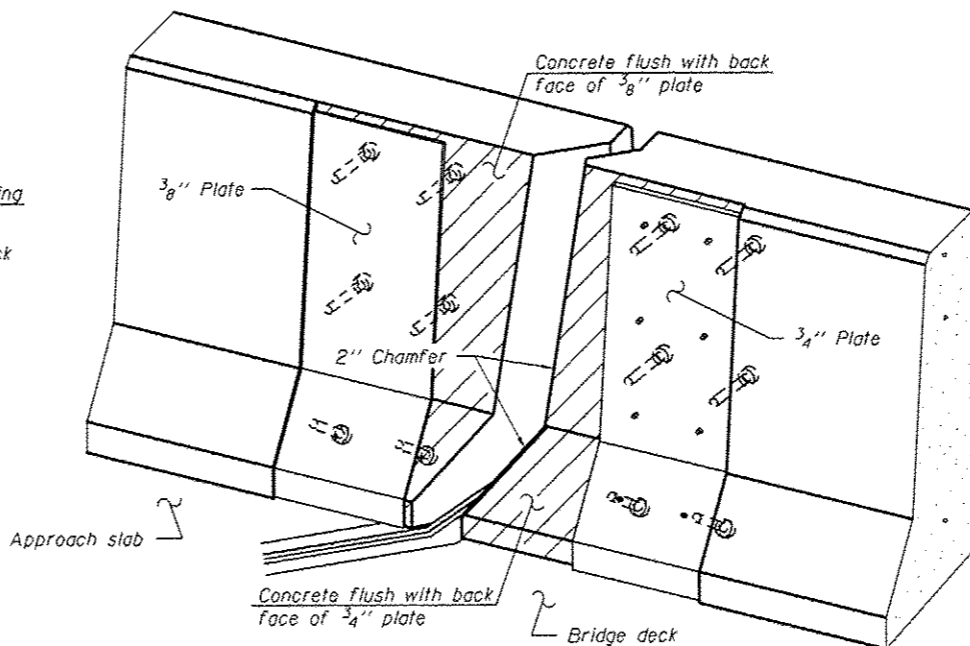 Concrete flush with back
face of 3/8" plate
3/8" Plate
3/4" Plate
2" Chamfer
Approach slab
Concrete flush with back
face of 3/4" plate
Bridge deck